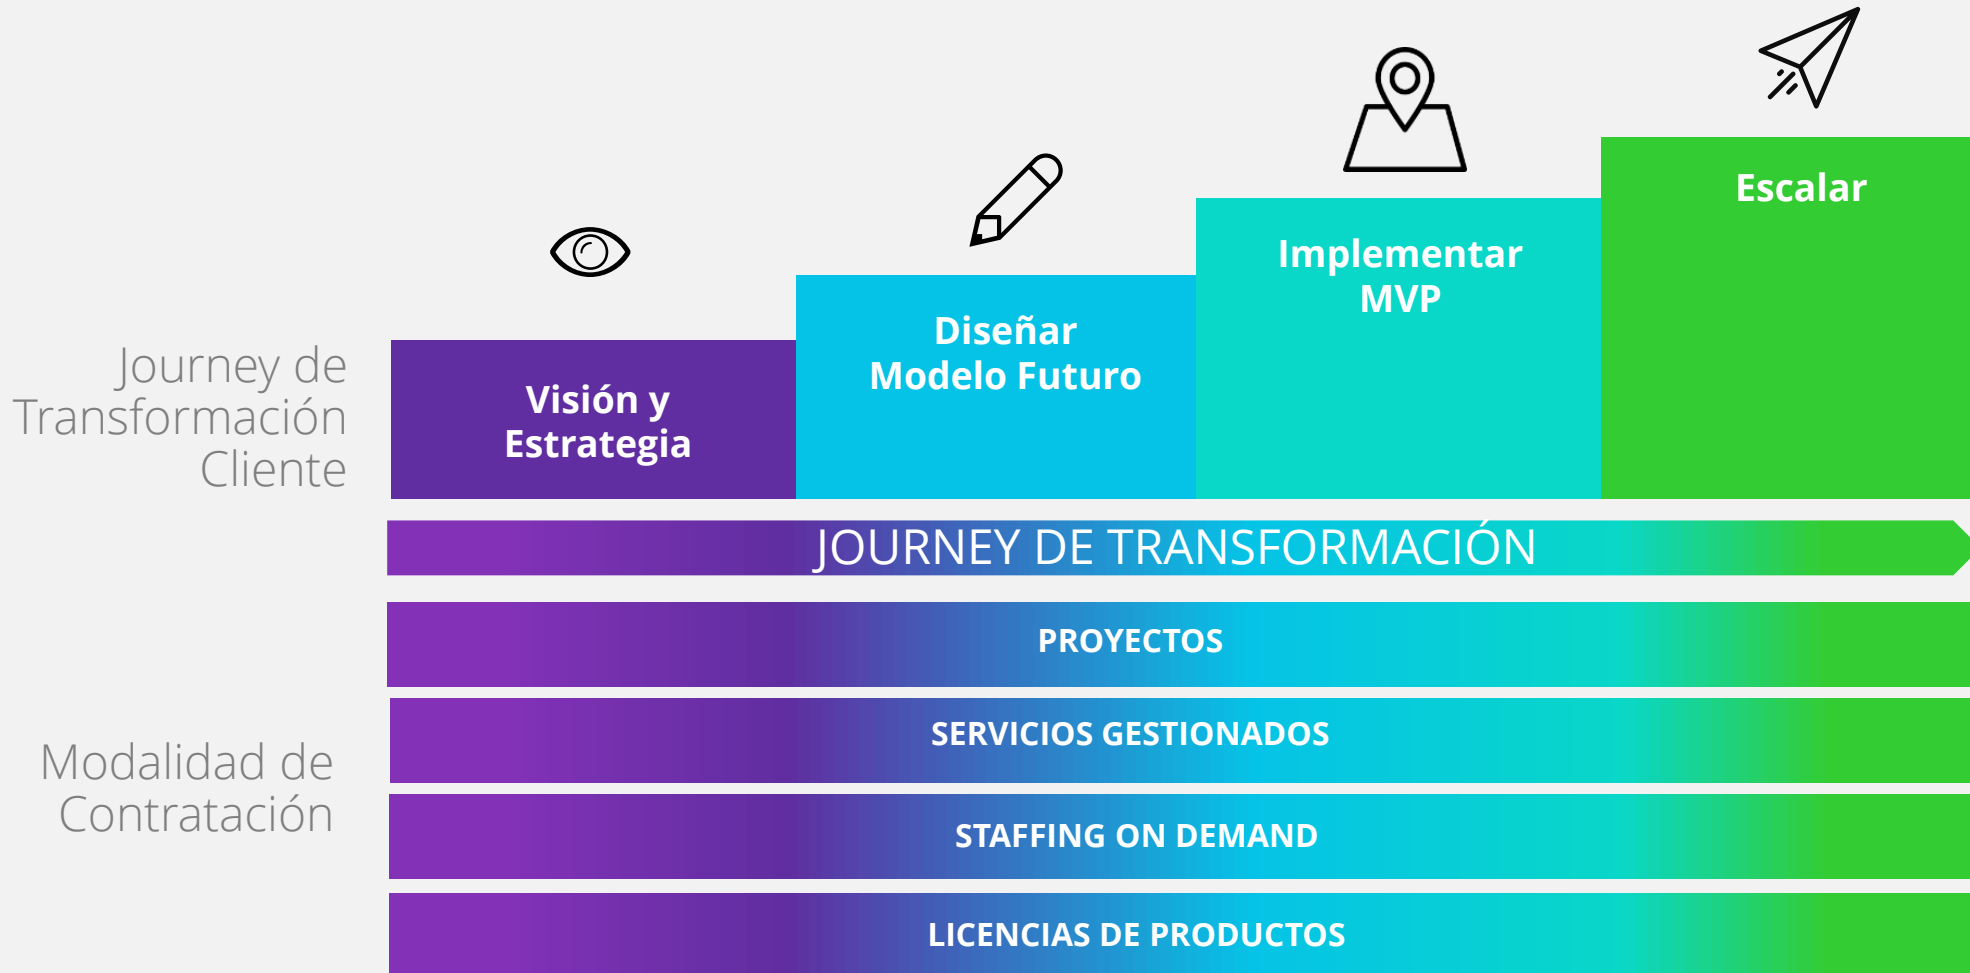 Escalar
Implementar
MVP
Diseñar
Modelo Futuro
Visión y
Estrategia
Journey de
Transformación
Cliente
JOURNEY DE TRANSFORMACIÓN
PROYECTOS
SERVICIOS GESTIONADOS
STAFFING ON DEMAND
LICENCIAS DE PRODUCTOS
Modalidad de
Contratación